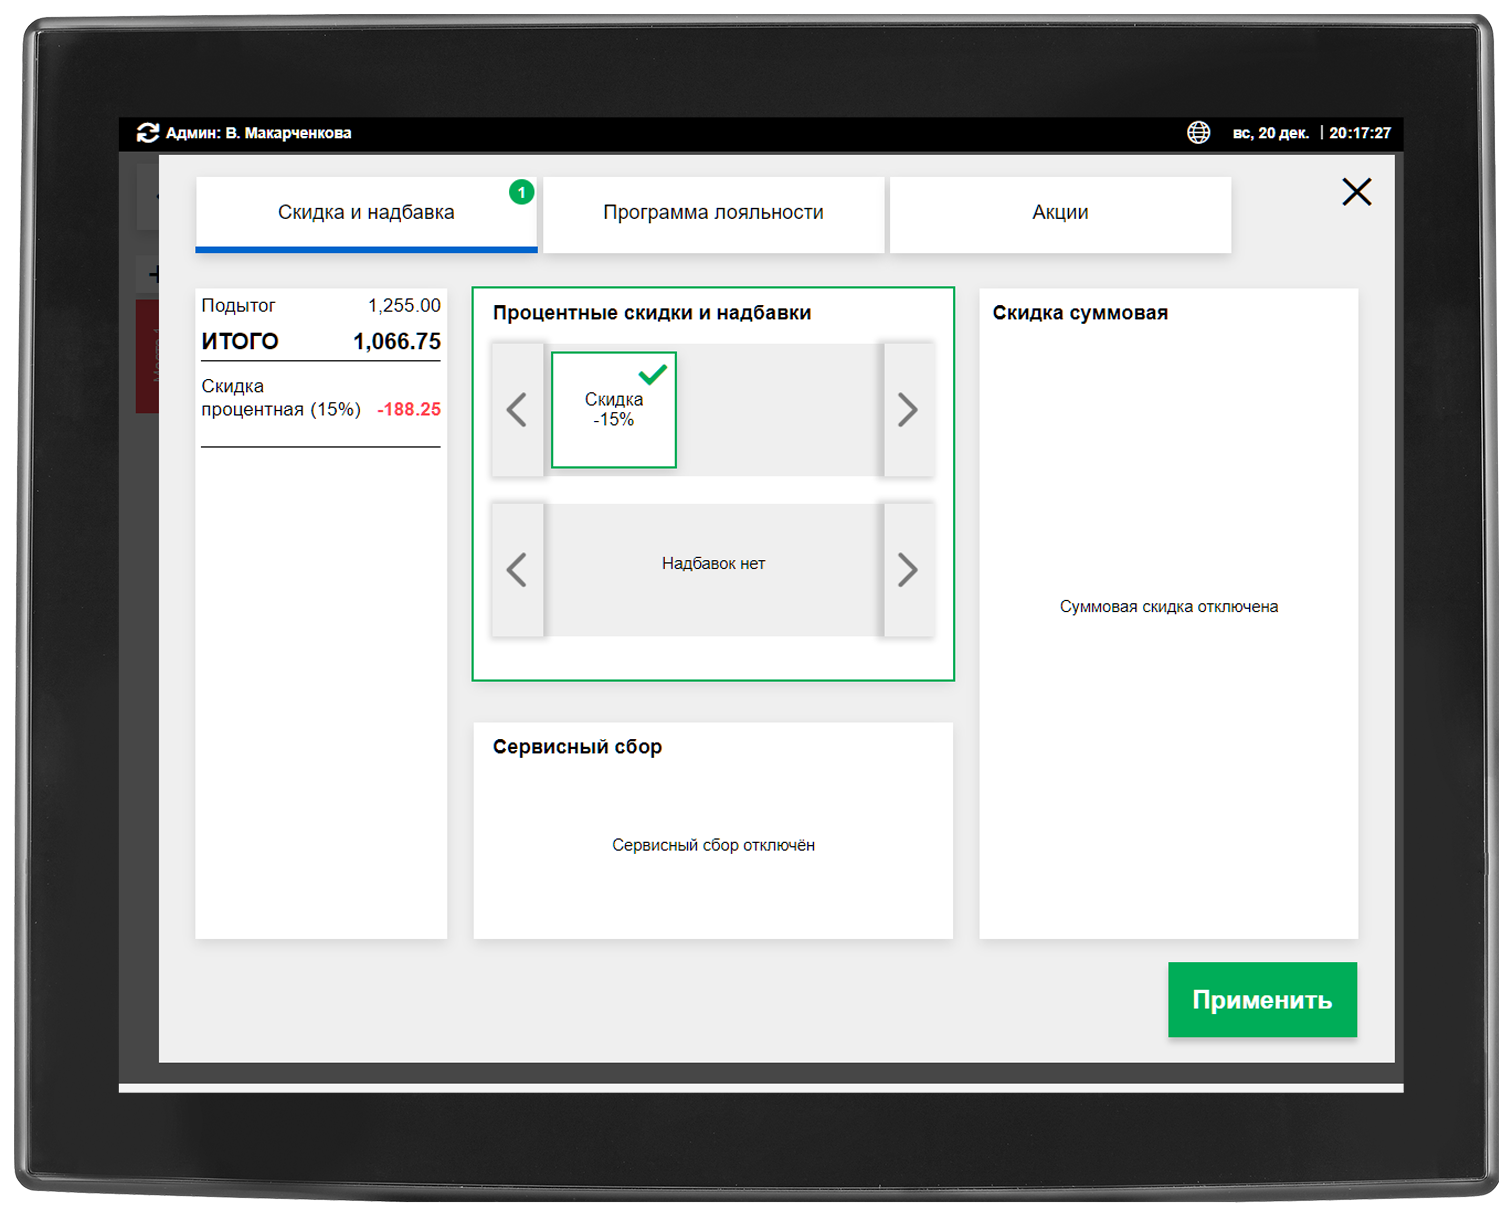 Админ: В. Макарченкова
вс, 20 дек. | 20:17:27
Скидка и надбавка
1
Программа лояльности
Акции
Подытог 1,255.00
ИТОГО 1,066.75
Скидка
процентная (15%) -188.25
Процентные скидки и надбавки
Скидка
-15%
Надбавок нет
Сервисный сбор
Сервисный сбор отключён
Скидка суммовая
Суммовая скидка отключена
Применить